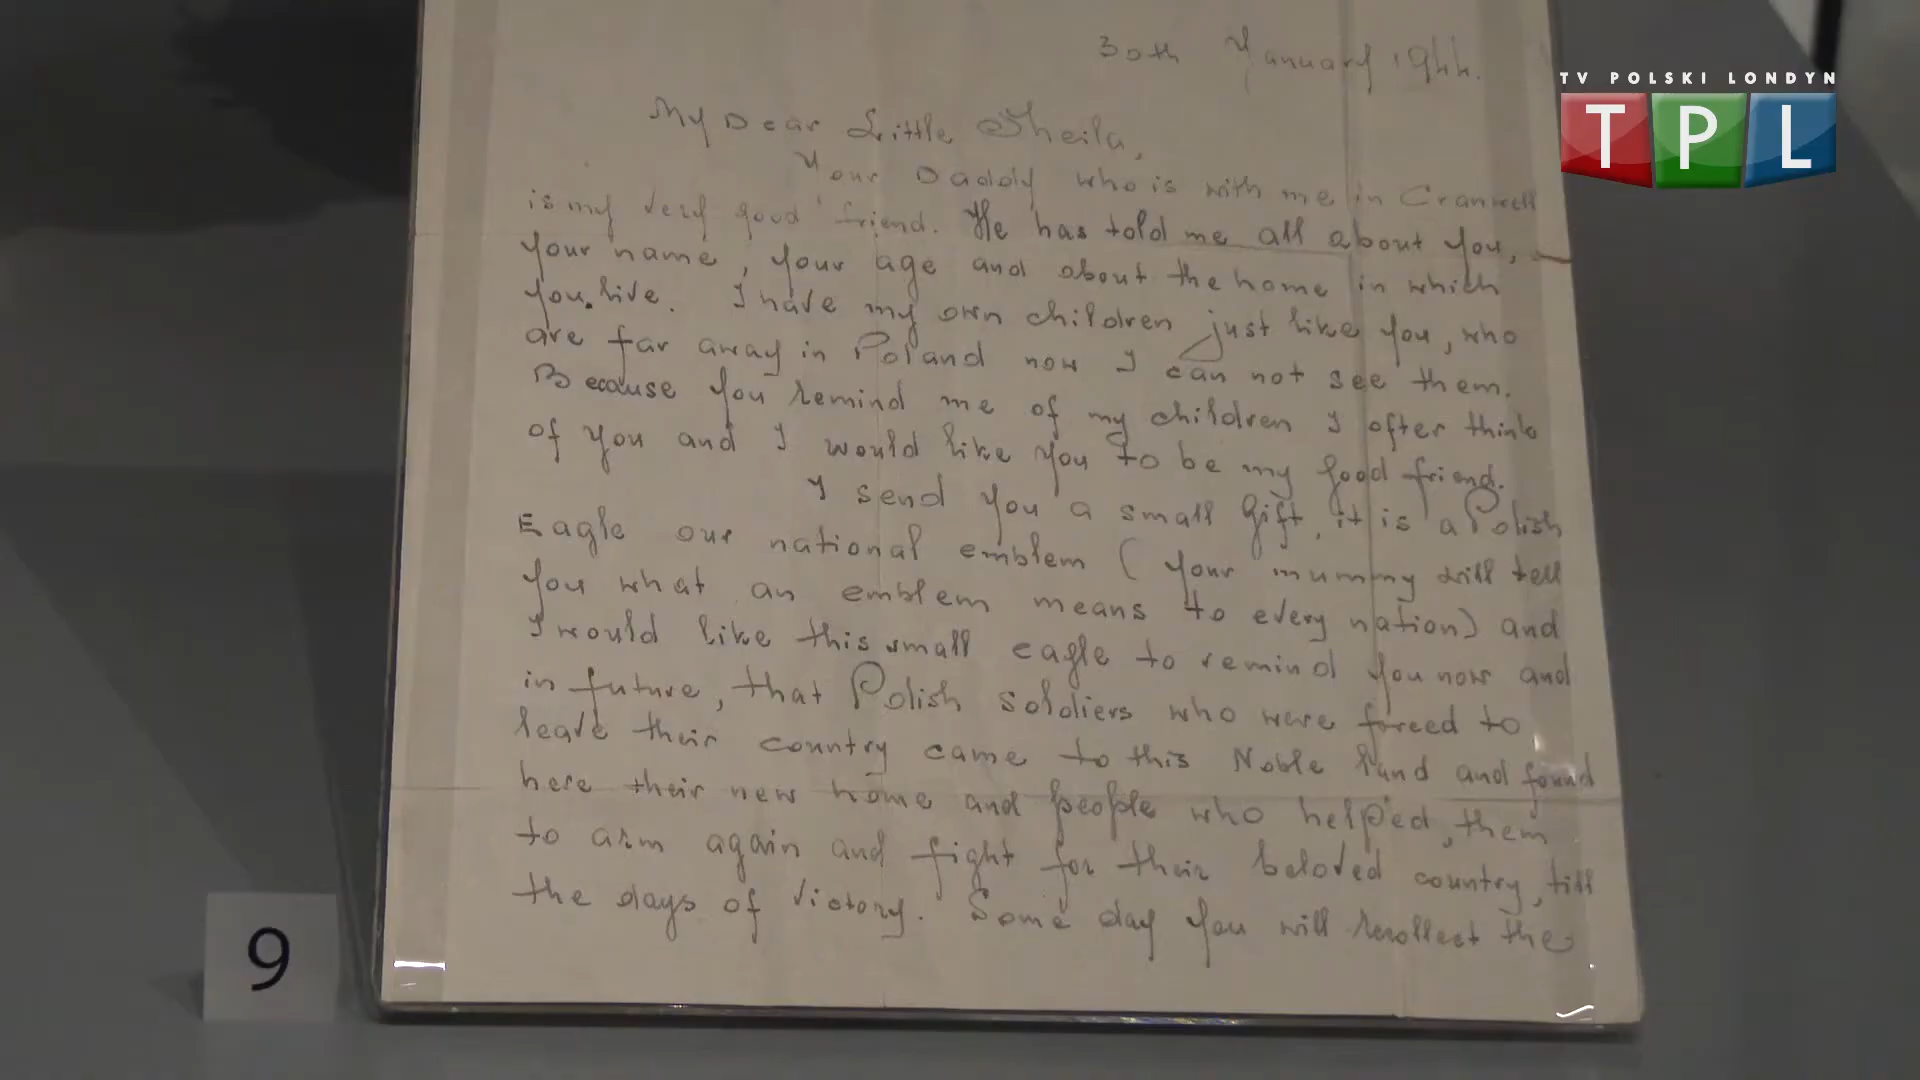 30th January 1944.
TV POLSKI LONDYN
TPL
My Dear Little Sheila,
Your Daddy who is with me in Cranwell
is my very good friend. He has told me all about you,
your name, your age and about the home in which
you live. I have my own children just like you, who
are far away in Poland now I can not see them.
Because you remind me of my children I often think
of you and I would like you to be my good friend.
I send you a small gift, it is a Polish
Eagle our national emblem ( your mummy will tell
you what an emblem means to every nation) and
I would like this small eagle to remind you now and
in future, that Polish soldiers who were forced to
leave their country came to this Noble Land and found
here their new home and people who helped, them
to arm again and fight for their beloved country, till
the days of victory. Some day you will recollect the
9